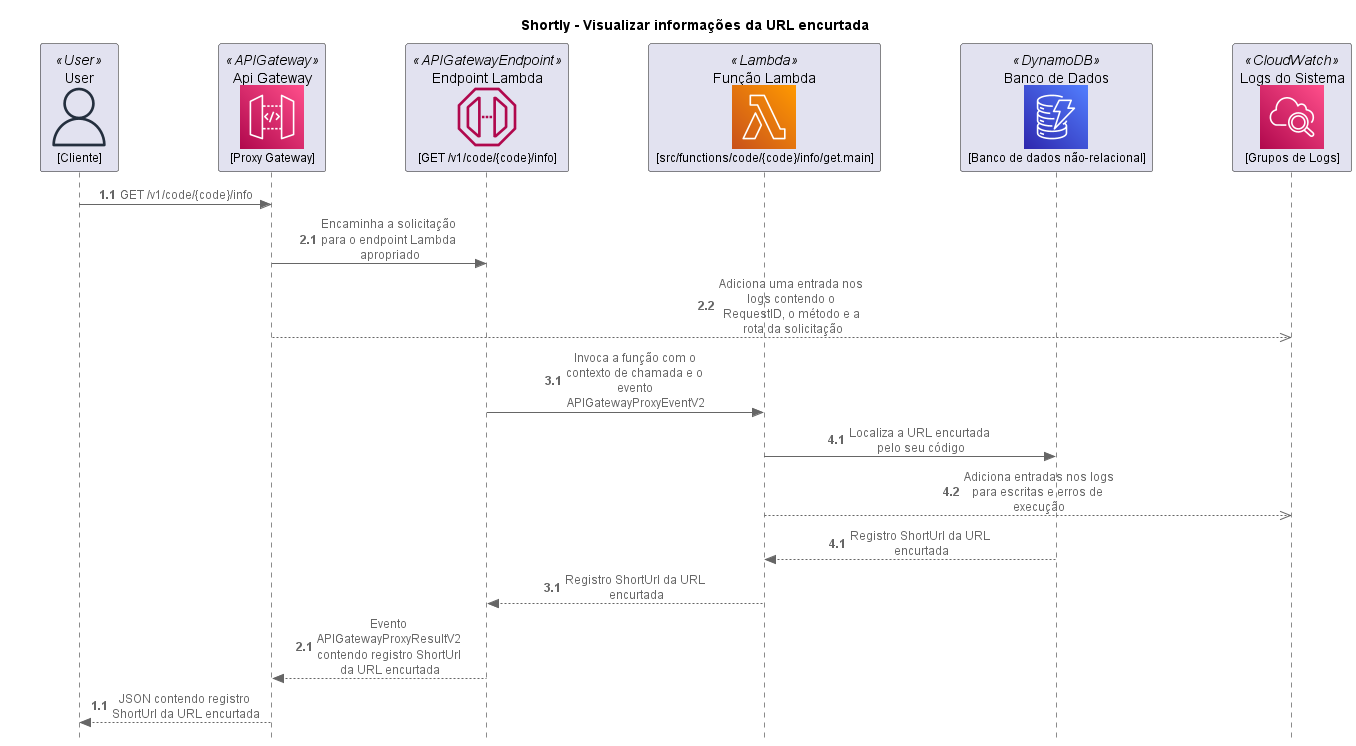 Shortly - Visualizar informações da URL encurtada
«User»
User
[Cliente]
«APIGateway»
Api Gateway
[Proxy Gateway]
«APIGatewayEndpoint»
Endpoint Lambda
[GET /v1/code/{code}/info]
«Lambda»
Função Lambda
[src/functions/code/{code}/info/get.main]
«DynamoDB»
Banco de Dados
[Banco de dados não-relacional]
«CloudWatch»
Logs do Sistema
[Grupos de Logs]
1.1 GET /v1/code/{code}/info
Encaminha a solicitação
2.1 para o endpoint Lambda
apropriado
Adiciona uma entrada nos
2.2 logs contendo o
RequestID, o método e a
rota da solicitação
Invoca a função com o
3.1 contexto de chamada e o
evento
APIGatewayProxyEventV2
4.1 Localiza a URL encurtada
pelo seu código
Adiciona entradas nos logs
4.2 para escritas e erros de
execução
4.1 Registro ShortUrl da URL
encurtada
3.1 Registro ShortUrl da URL
encurtada
Evento
2.1 APIGatewayProxyResultV2
contendo registro ShortUrl
da URL encurtada
1.1 JSON contendo registro
ShortUrl da URL encurtada